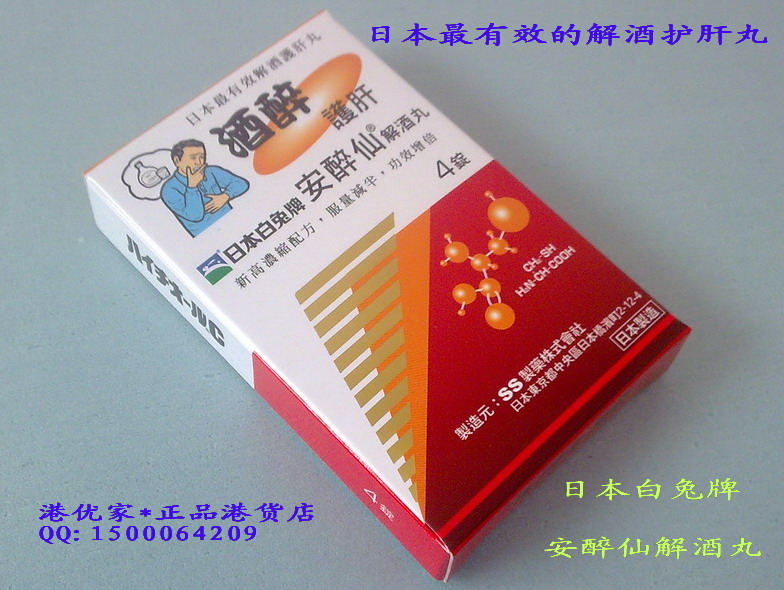 日本最有效的解酒护肝丸
日本最有效解酒護肝丸
酒醉
護肝
安醉仙®解酒丸
日本白兔牌
新高濃縮配方，服量減半，功效增倍
4錠
ハイチオールC
CH₂-SH
H₂N-CH-COOH
製造元：SS製藥株式會社
日本東京都中央區日本橋濱町2-12-4
日本製造
4錠
港优家*正品港货店
QQ: 1500064209
日本白兔牌
安醉仙解酒丸